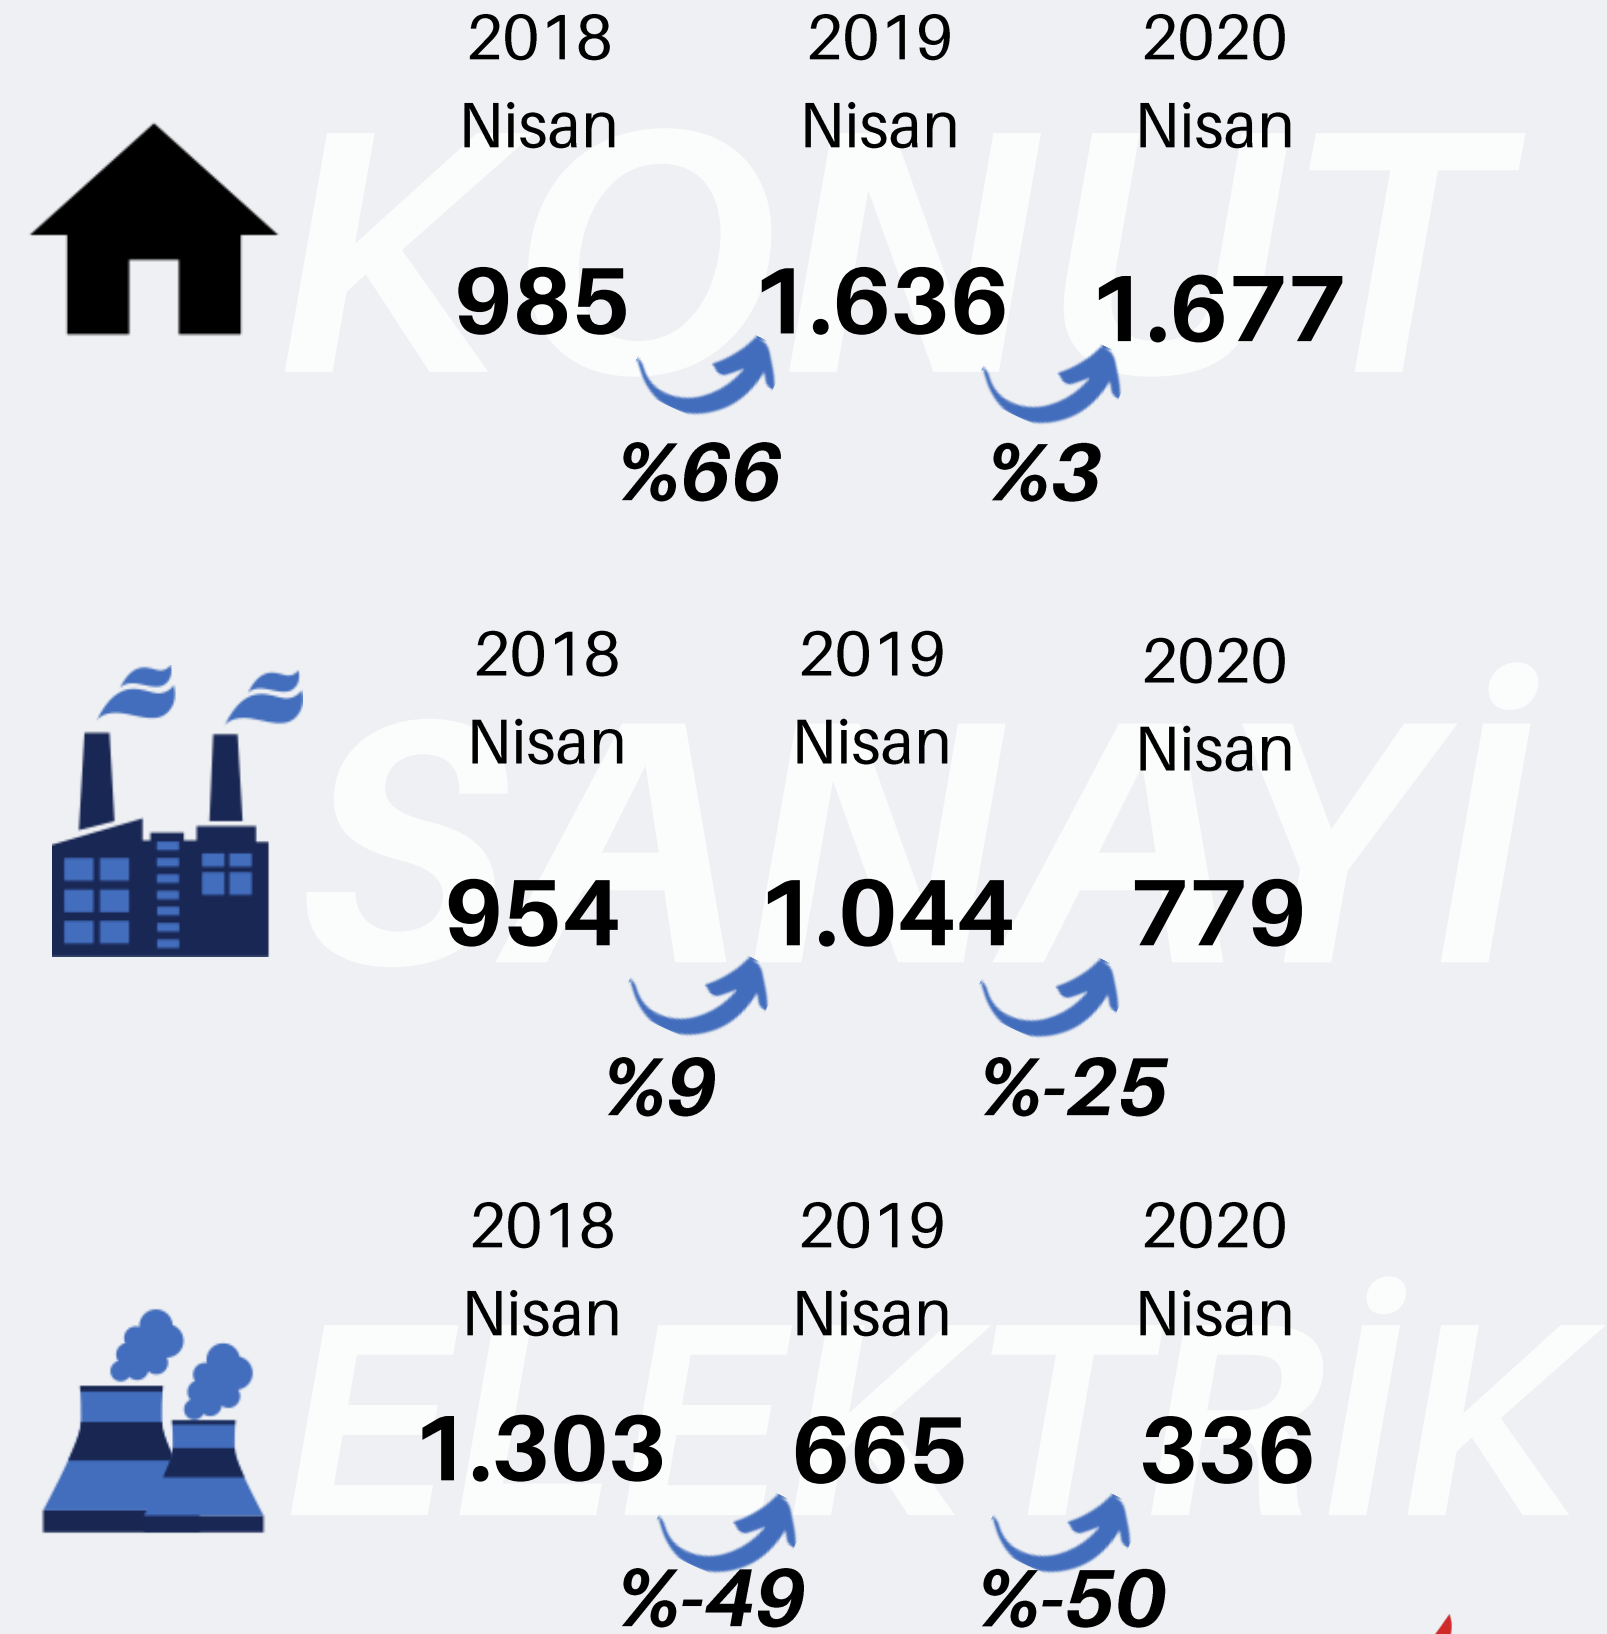 2018 2019 2020
Nisan Nisan Nisan
KONUT
985 1.636 1.677
%66 %3
2018 2019 2020
Nisan Nisan Nisan
SANAYİ
954 1.044 779
%9 %-25
2018 2019 2020
Nisan Nisan Nisan
ELEKTRİK
1.303 665 336
%-49 %-50